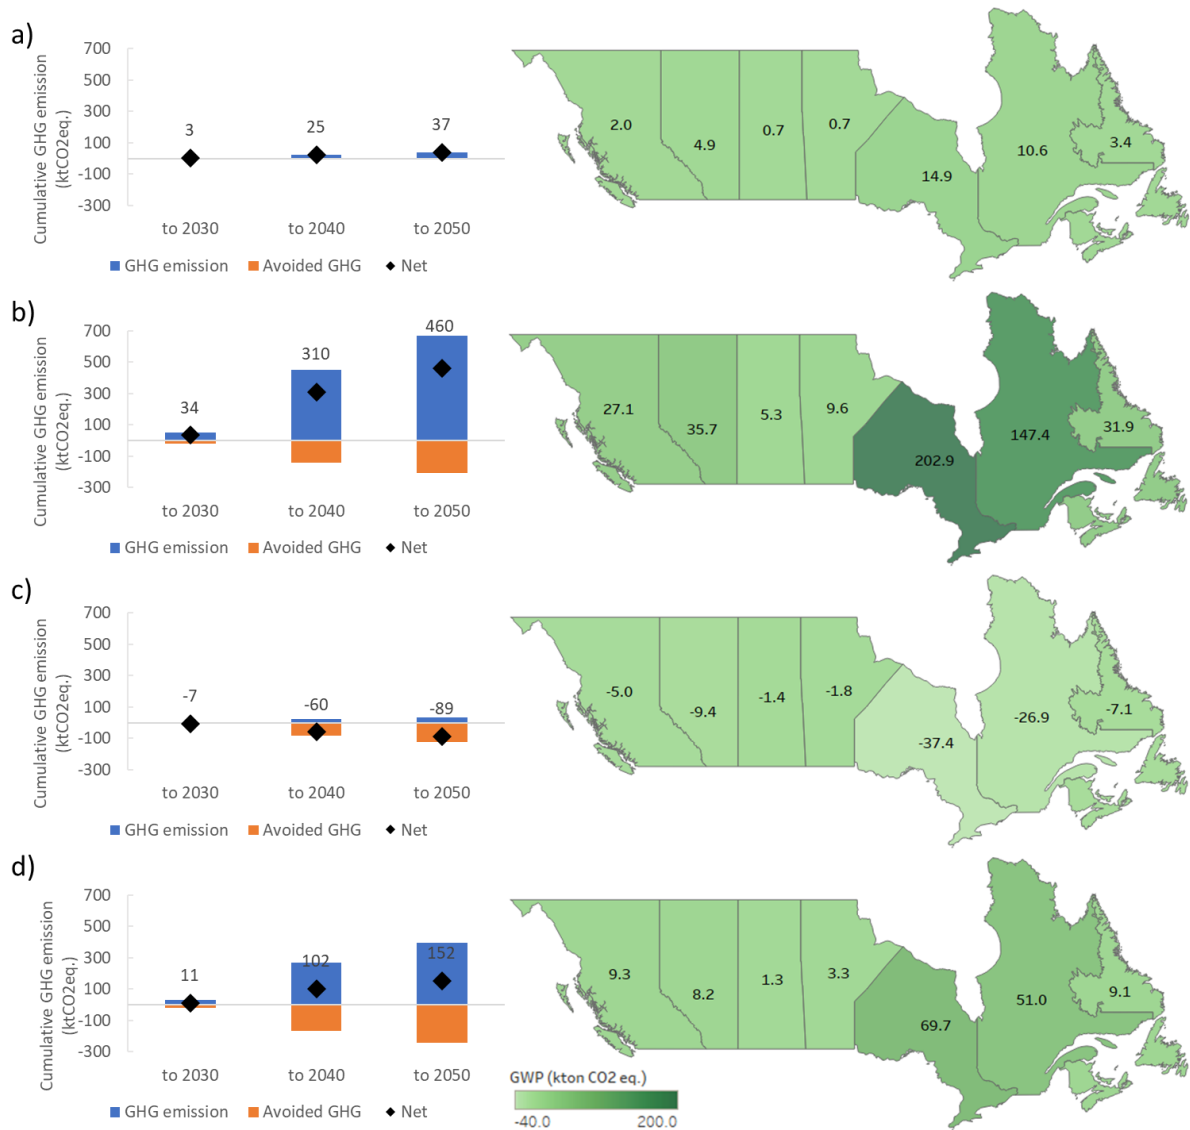 a)
Cumulative GHG emission
(ktCO2eq.)
700
500
300
100
-100
-300
3
25
37
to 2030
to 2040
to 2050
GHG emission
Avoided GHG
Net
2.0
4.9
0.7
0.7
14.9
10.6
3.4
b)
Cumulative GHG emission
(ktCO2eq.)
700
500
300
100
-100
-300
34
310
460
to 2030
to 2040
to 2050
GHG emission
Avoided GHG
Net
27.1
35.7
5.3
9.6
202.9
147.4
31.9
c)
Cumulative GHG emission
(ktCO2eq.)
700
500
300
100
-100
-300
-7
-60
-89
to 2030
to 2040
to 2050
GHG emission
Avoided GHG
Net
-5.0
-9.4
-1.4
-1.8
-37.4
-26.9
-7.1
d)
Cumulative GHG emission
(ktCO2eq.)
700
500
300
100
-100
-300
11
102
152
to 2030
to 2040
to 2050
GHG emission
Avoided GHG
Net
9.3
8.2
1.3
3.3
69.7
51.0
9.1
GWP (kton CO2 eq.)
-40.0
200.0